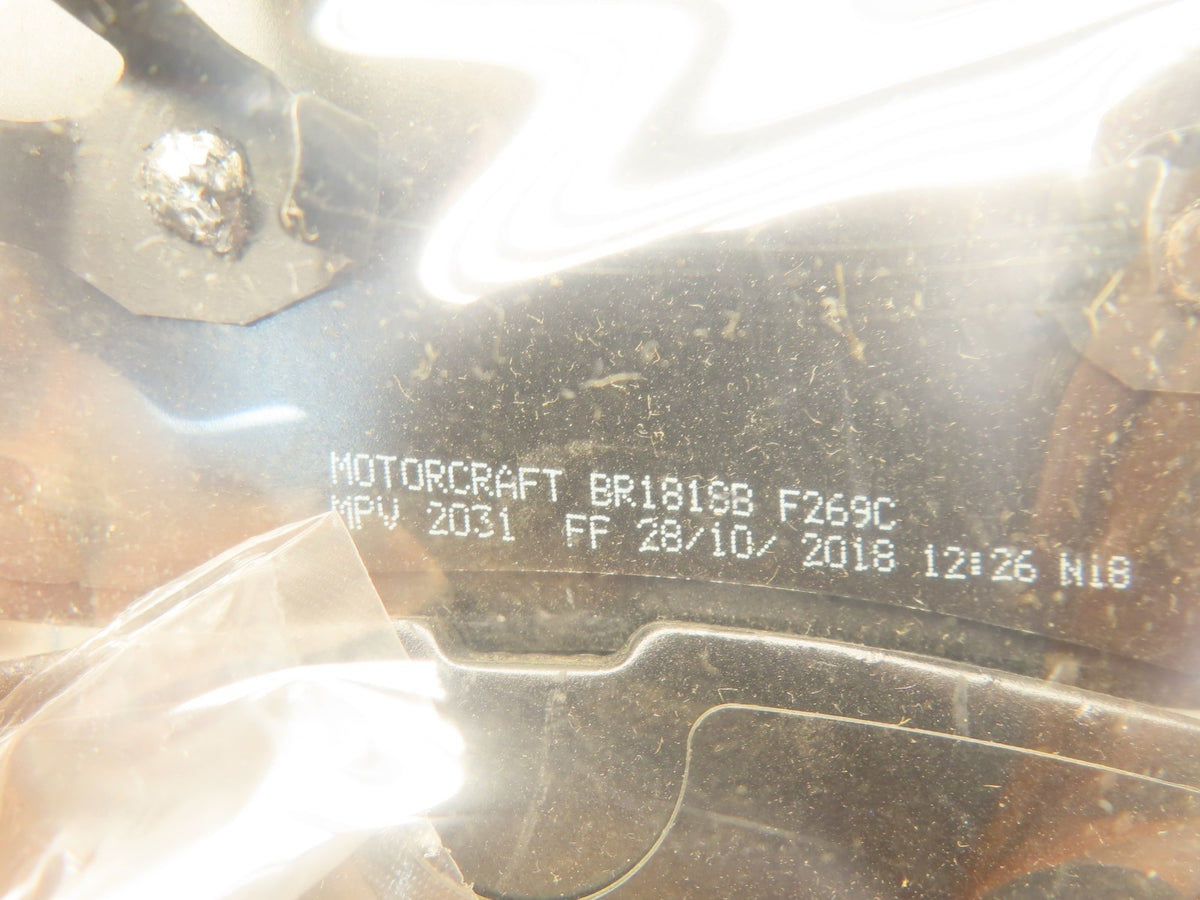 MOTORCRAFT BR1818B F269C
MPV 2031 FF 28/10/ 2018 12:26 N18